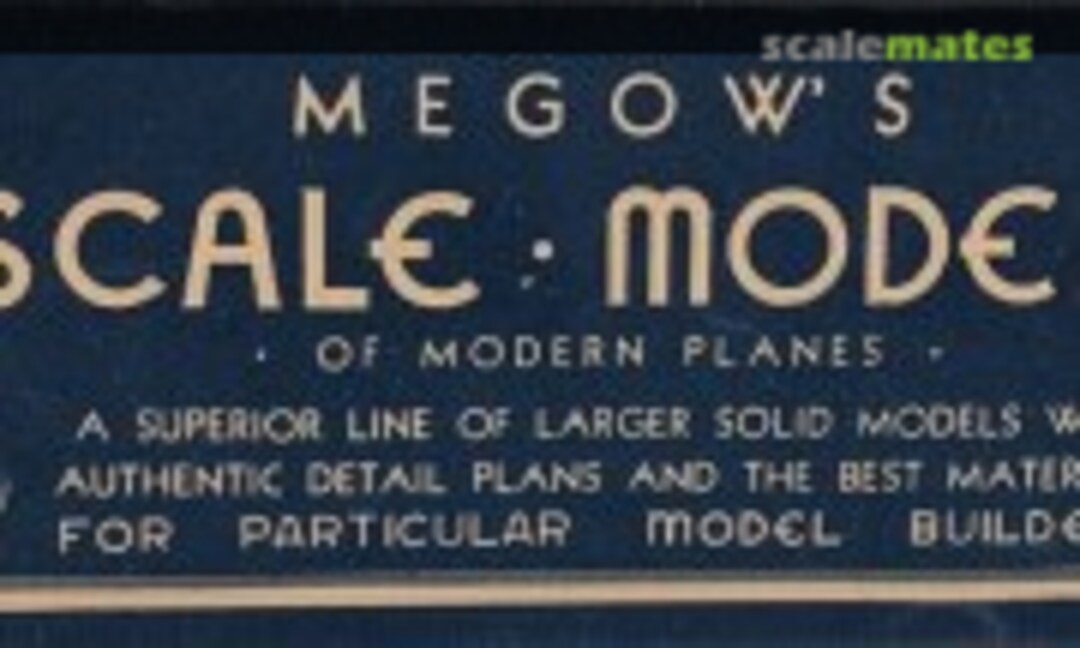 scalemates
MEGOW'S
SCALE · MODE
· OF MODERN PLANES ·
A SUPERIOR LINE OF LARGER SOLID MODELS W
AUTHENTIC DETAIL PLANS AND THE BEST MATER
FOR PARTICULAR MODEL BUILDE